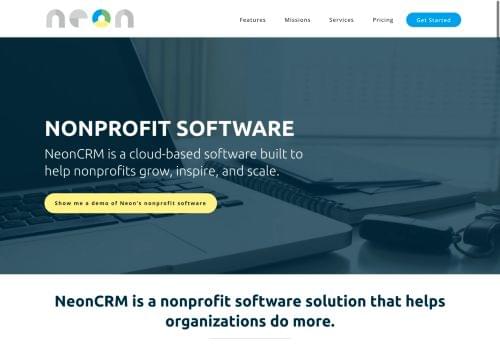 neon
Features Missions Services Pricing Get Started
NONPROFIT SOFTWARE
NeonCRM is a cloud-based software built to
help nonprofits grow, inspire, and scale.
Show me a demo of Neon's nonprofit software
NeonCRM is a nonprofit software solution that helps
organizations do more.